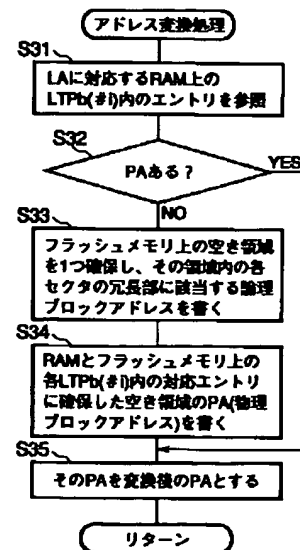 アドレス変換処理
S31
LAに対応するRAM上の
LTPb(#i)内のエントリを参照
S32
PAある?
YES
NO
S33
フラッシュメモリ上の空き領域
を1つ確保し、その領域内の各
セクタの冗長部に該当する論理
ブロックアドレスを書く
S34
RAMとフラッシュメモリ上の
各LTPb(#i)内の対応エントリ
に確保した空き領域のPA(物理
ブロックアドレス)を書く
S35
そのPAを変換後のPAとする
リターン